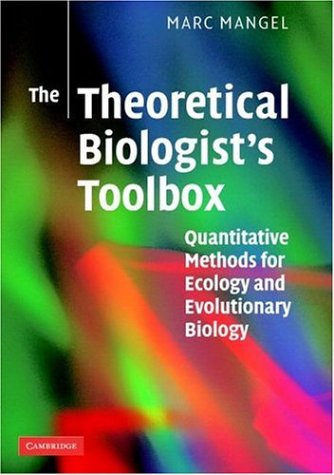 MARC MANGEL
The Theoretical
Biologist's
Toolbox
Quantitative
Methods for
Ecology and
Evolutionary
Biology
CAMBRIDGE